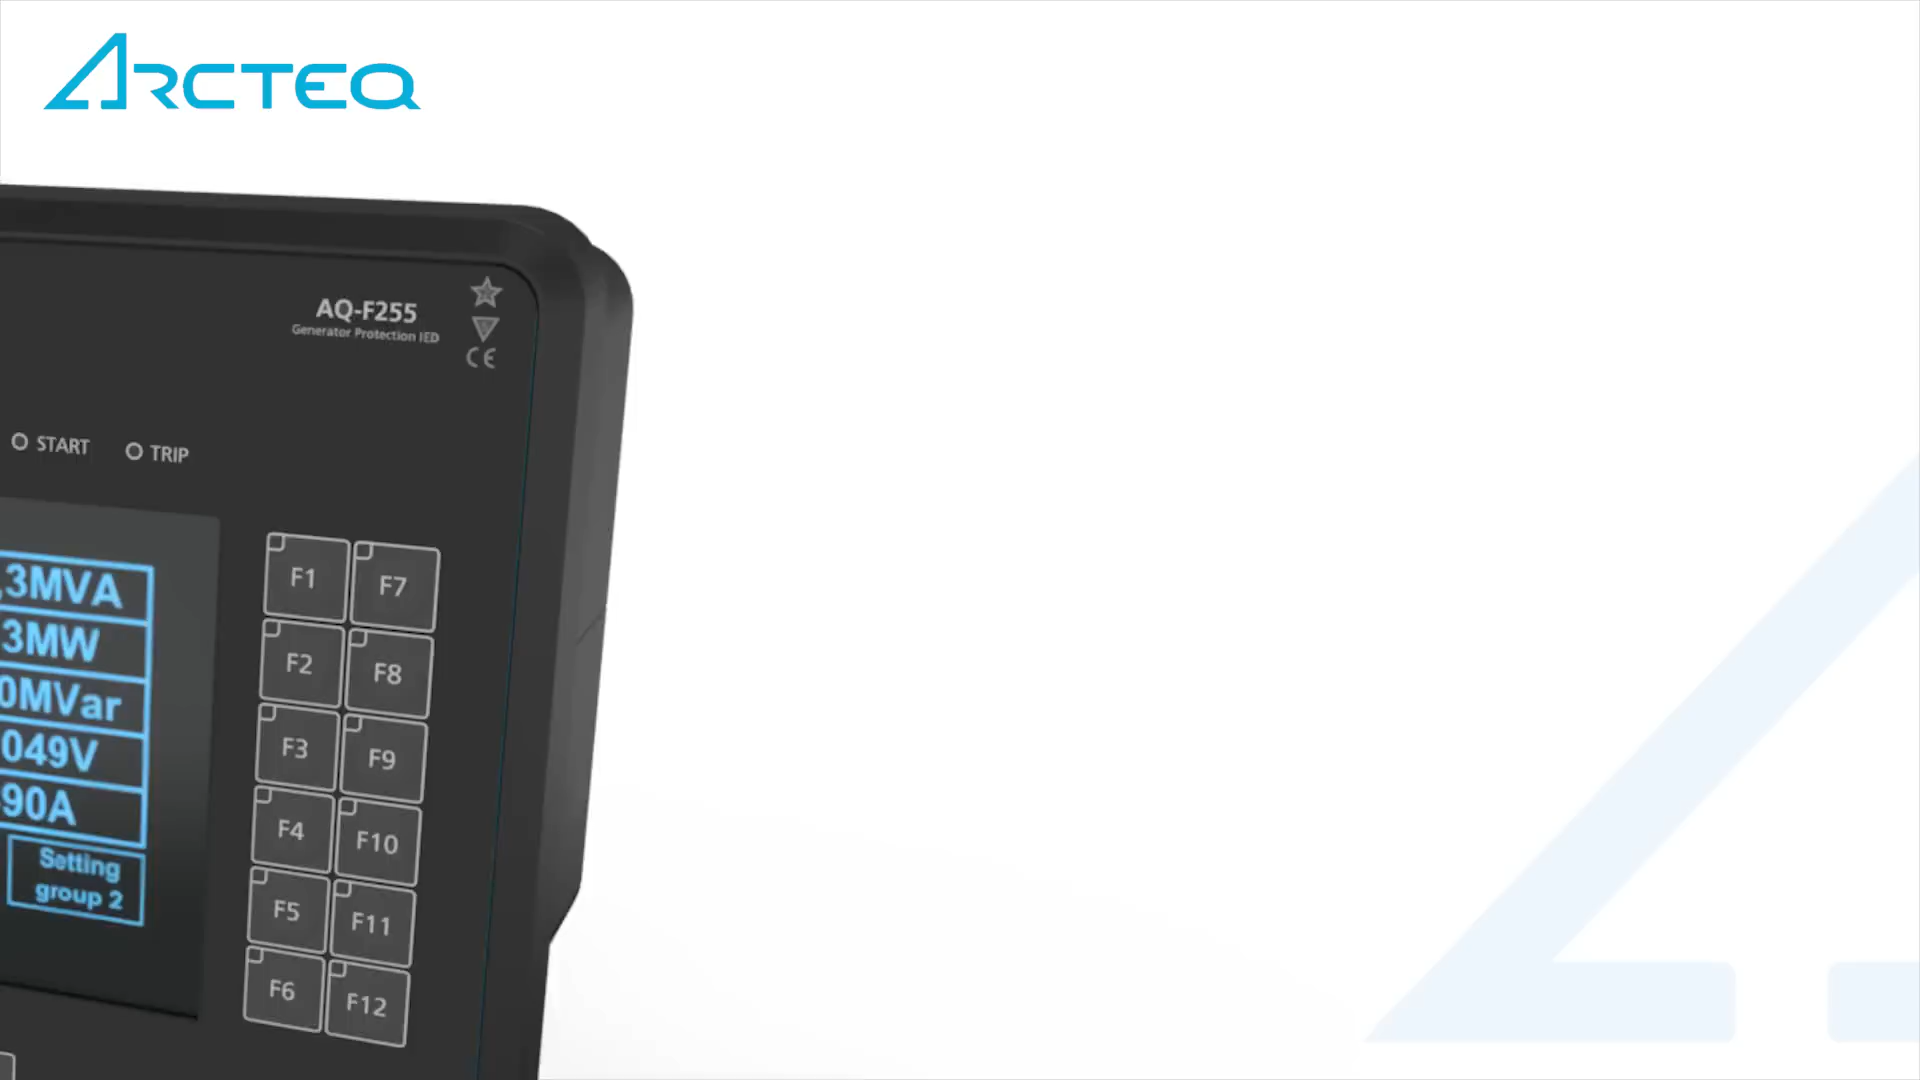 ARCTEQ
AQ-F255
Generator Protection IED
CE
START TRIP
3MVA
3MW
0MVar
049V
90A
Setting
group 2
F1 F7
F2 F8
F3 F9
F4 F10
F5 F11
F6 F12